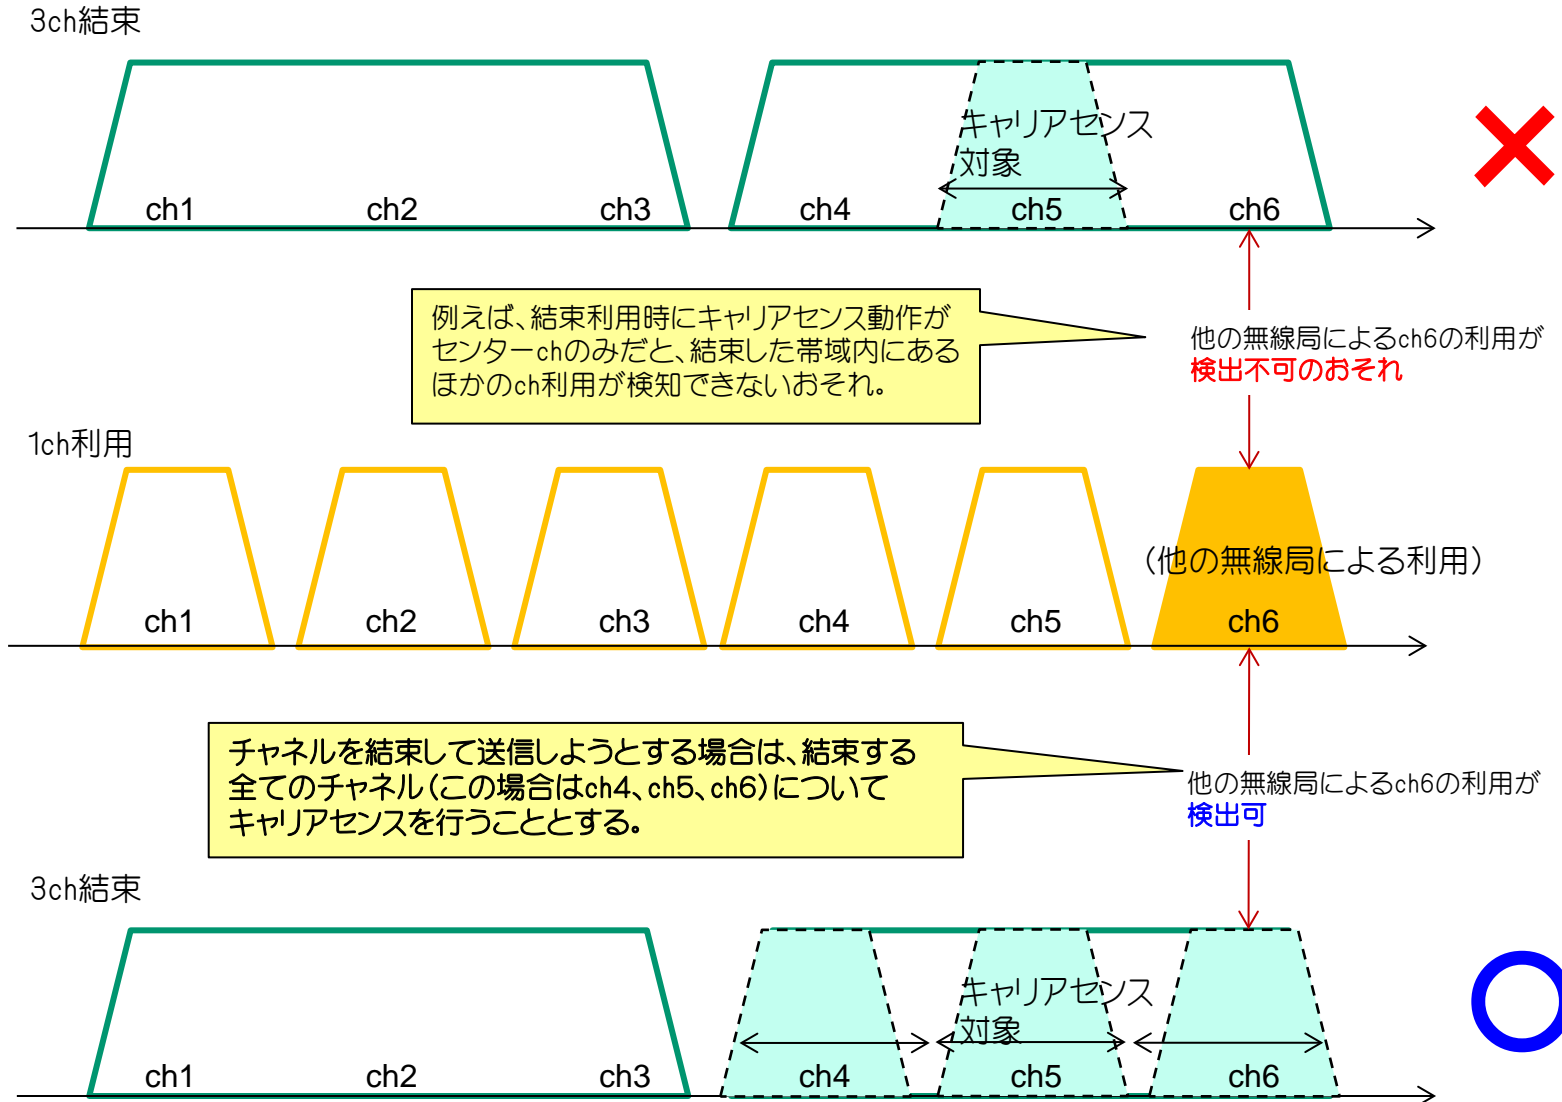 3ch結束
キャリアセンス
対象
ch1 ch2 ch3 ch4 ch5 ch6
例えば、結束利用時にキャリアセンス動作が
センターchのみだと、結束した帯域内にある
ほかのch利用が検知できないおそれ。
他の無線局によるch6の利用が
検出不可のおそれ
1ch利用
(他の無線局による利用)
ch1 ch2 ch3 ch4 ch5 ch6
チャネルを結束して送信しようとする場合は、結束する
全てのチャネル(この場合はch4、ch5、ch6)について
キャリアセンスを行うこととする。
他の無線局によるch6の利用が
検出可
3ch結束
キャリアセンス
対象
ch1 ch2 ch3 ch4 ch5 ch6